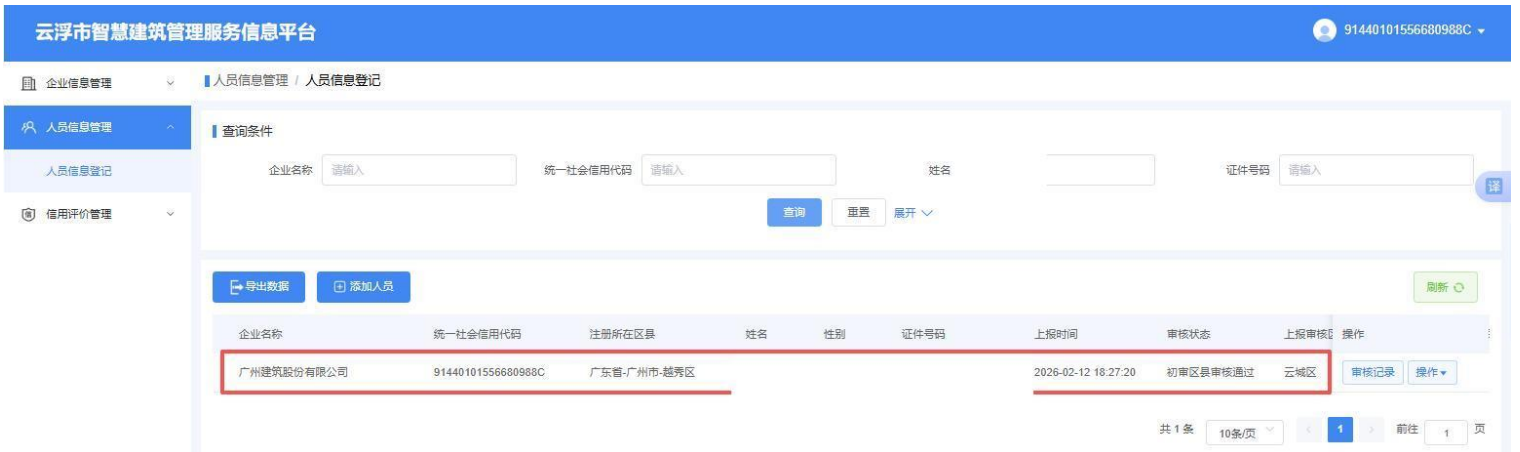 云浮市智慧建筑管理服务信息平台
91440101556680988C
企业信息管理
人员信息管理 / 人员信息登记
人员信息管理
查询条件
人员信息登记
企业名称 请输入 统一社会信用代码 请输入 姓名 证件号码 请输入
译
信用评价管理
查询 重置 展开
导出数据 添加人员 刷新
企业名称 统一社会信用代码 注册所在区县 姓名 性别 证件号码 上报时间 审核状态 上报审核 操作
广州建筑股份有限公司 91440101556680988C 广东省-广州市-越秀区 2026-02-12 18:27:20 初审区县审核通过 云城区 审核记录 操作
共 1 条 10条/页 1 前往 1 页